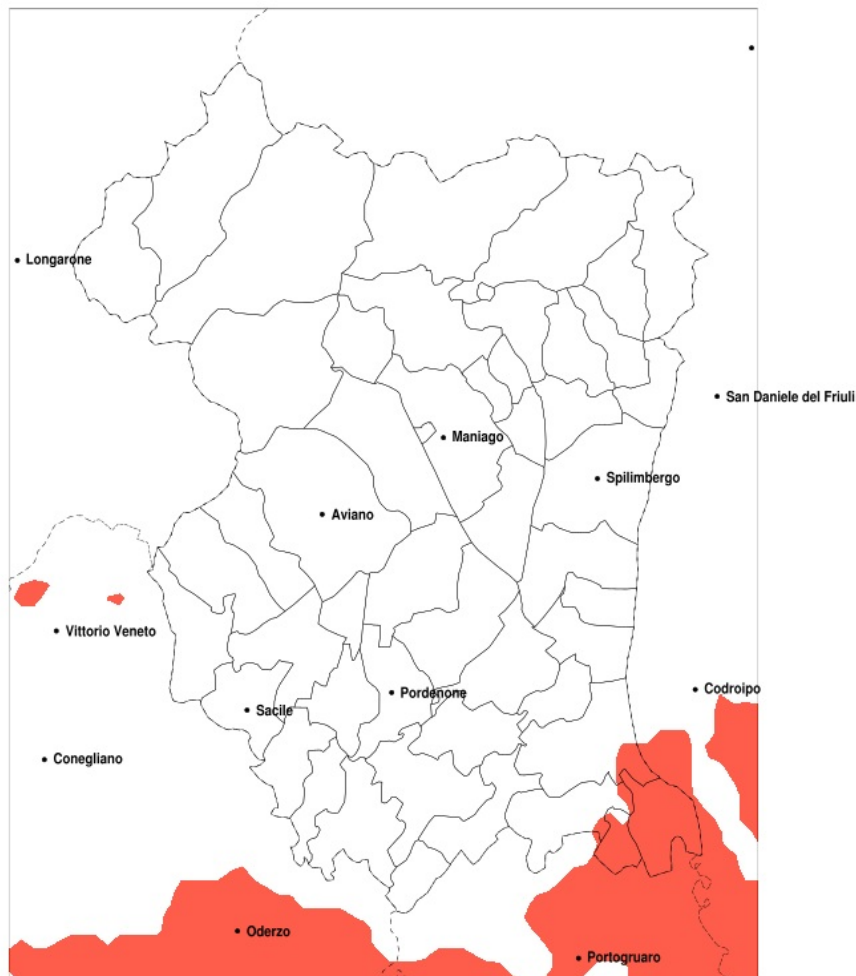 Longarone
San Daniele del Friuli
Maniago
Spilimbergo
Aviano
Vittorio Veneto
Codroipo
Pordenone
Sacile
Conegliano
Oderzo
Portogruaro